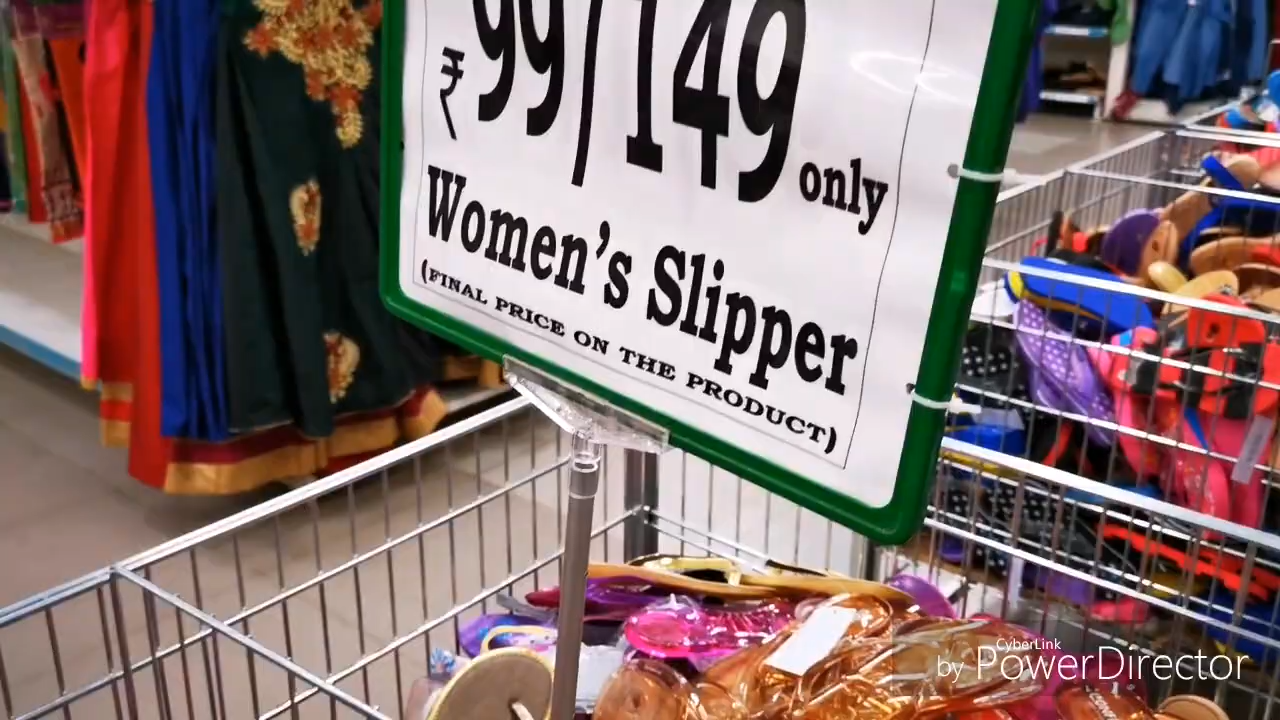 ₹ 99/149 only
Women's Slipper
(FINAL PRICE ON THE PRODUCT)
CyberLink
by PowerDirector